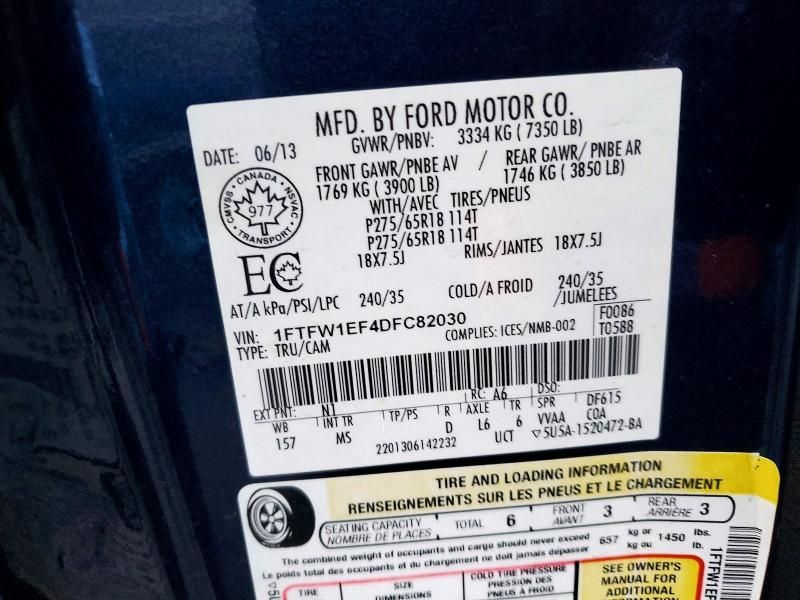 MFD. BY FORD MOTOR CO.
GVWR/PNBV: 3334 KG ( 7350 LB)
DATE: 06/13
FRONT GAWR/PNBE AV / REAR GAWR/ PNBE AR
1769 KG ( 3900 LB) 1746 KG ( 3850 LB)
WITH/AVEC TIRES/PNEUS
P275/65R18 114T
P275/65R18 114T
18X7.5J RIMS/JANTES 18X7.5J
CMVSS • CANADA • NSVAC • TRANSPORT •
977
EC
AT/A kPa/PSI/LPC 240/35 COLD/A FROID 240/35
/JUMELEES
VIN: 1FTFW1EF4DFC82030
TYPE: TRU/CAM COMPLIES: ICES/NMB-002
F0086
T0588
EXT PNT: N1 RC: A6 DSO:
WB INT TR TP/PS R AXLE TR SPR DF615
157 MS D L6 6 VVAA COA
2201306142232 UCT ▽5U5A-1520472-BA
TIRE AND LOADING INFORMATION
RENSEIGNEMENTS SUR LES PNEUS ET LE CHARGEMENT
SEATING CAPACITY
NOMBRE DE PLACES
TOTAL 6 FRONT
AVANT 3 REAR
ARRIÈRE 3
The combined weight of occupants and cargo should never exceed 657 kg or 1450 lbs.
Le poids total des occupants et du chargement ne doit jamais dépasser kg ou lb.
TIRE SIZE
DIMENSIONS
COLD TIRE PRESSURE
PRESSION DES
PNEUS À FROID
SEE OWNER'S
MANUAL FOR
ADDITIONAL
INFORMATION
1FTFW1EF